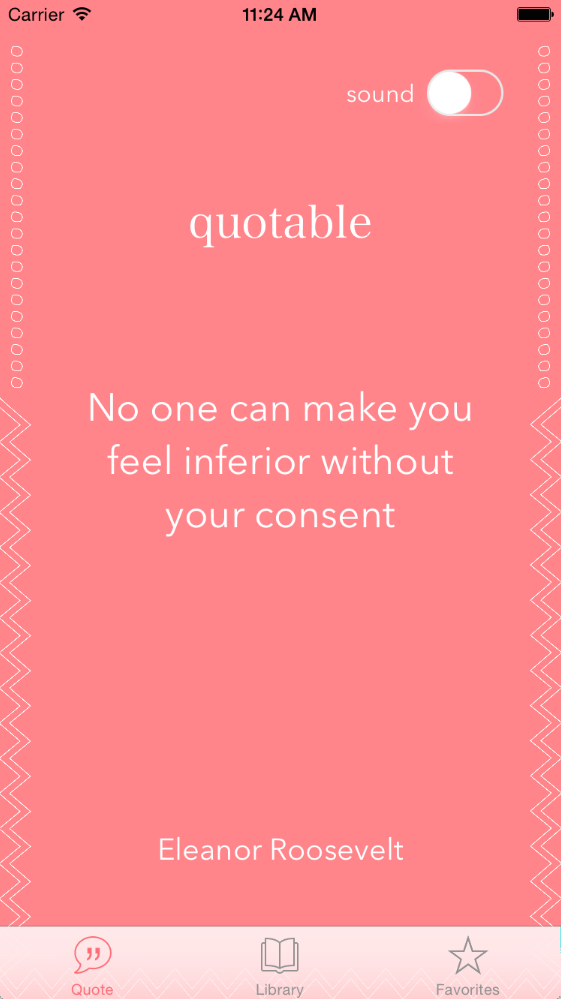 Carrier 11:24 AM
sound
quotable
No one can make you
feel inferior without
your consent
Eleanor Roosevelt
Quote Library Favorites